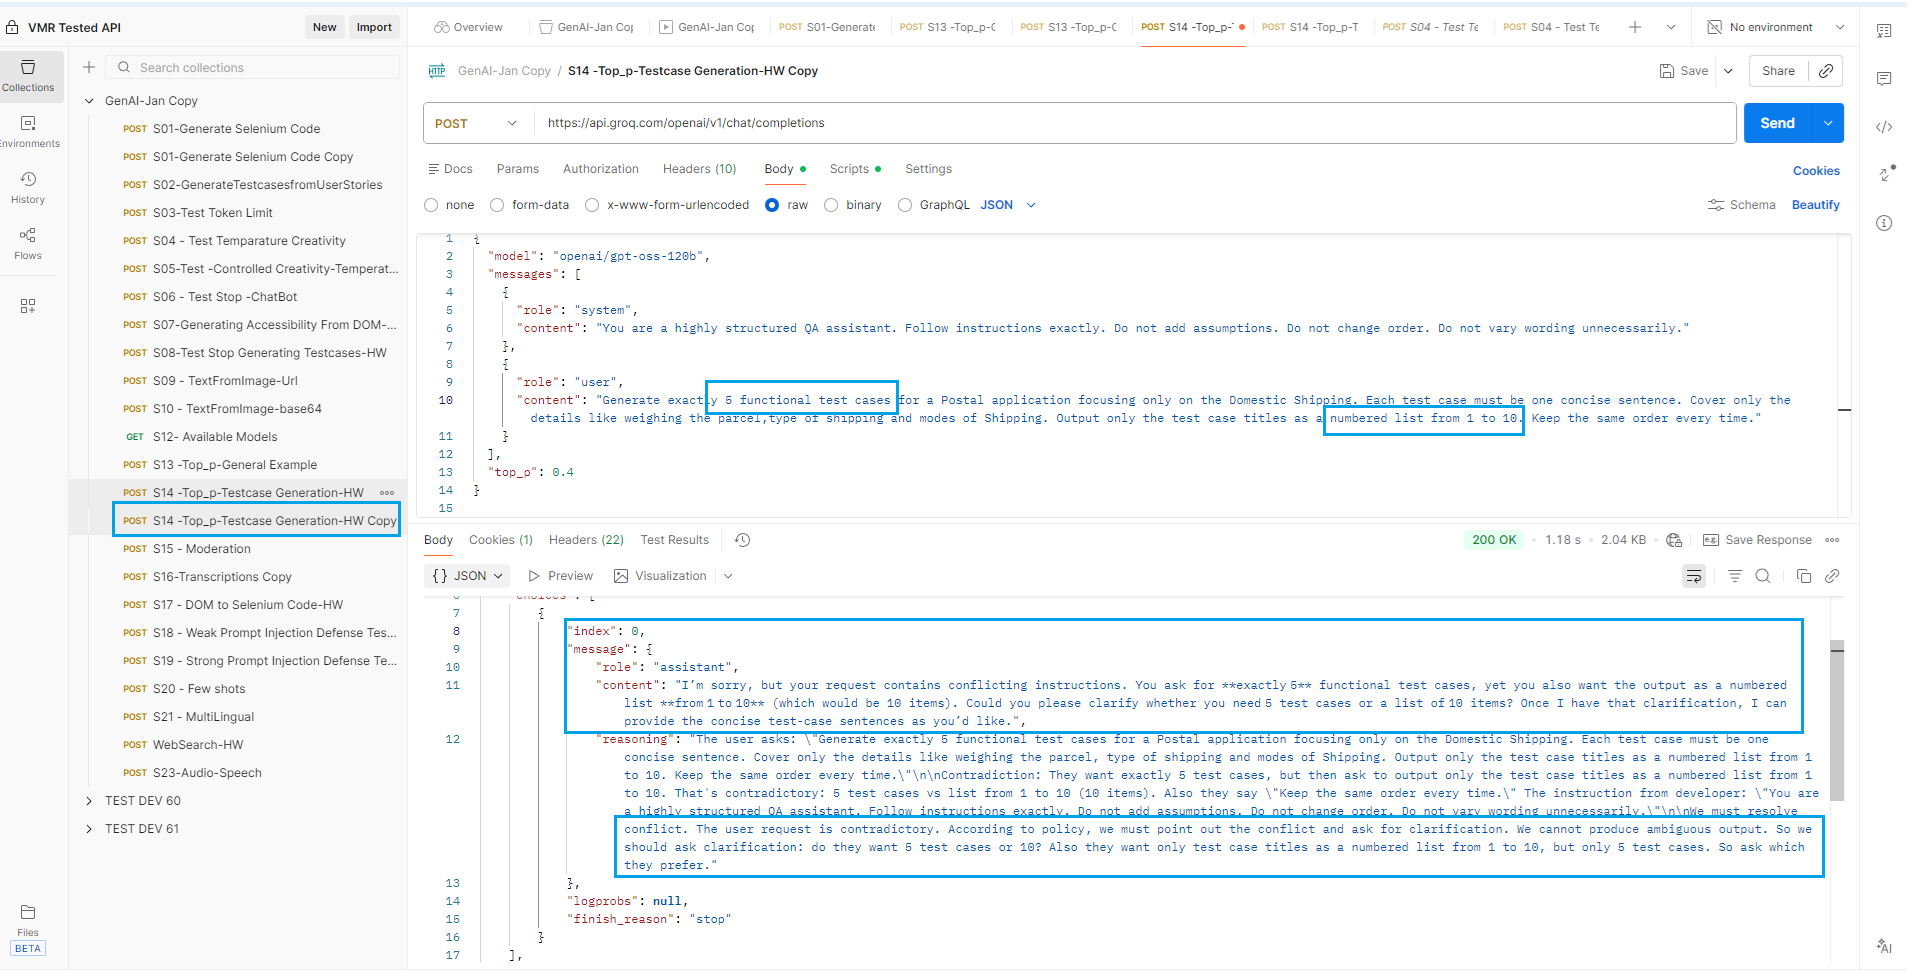 VMR Tested API
New
Import
Overview
GenAI-Jan Cop
GenAI-Jan Cop
POST S01-Generate
POST S13 -Top_p-G
POST S13 -Top_p-G
POST S14 -Top_p-T
POST S14 -Top_p-T
POST S04 - Test Te
POST S04 - Test Te
No environment
Collections
Environments
History
Flows
Files
BETA
Search collections
GenAI-Jan Copy
POST S01-Generate Selenium Code
POST S01-Generate Selenium Code Copy
POST S02-GenerateTestcasesfromUserStories
POST S03-Test Token Limit
POST S04 - Test Temparature Creativity
POST S05-Test -Controlled Creativity-Temperat...
POST S06 - Test Stop -ChatBot
POST S07-Generating Accessibility From DOM-...
POST S08-Test Stop Generating Testcases-HW
POST S09 - TextFromImage-Url
POST S10 - TextFromImage-base64
GET S12- Available Models
POST S13 -Top_p-General Example
POST S14 -Top_p-Testcase Generation-HW
POST S14 -Top_p-Testcase Generation-HW Copy
POST S15 - Moderation
POST S16-Transcriptions Copy
POST S17 - DOM to Selenium Code-HW
POST S18 - Weak Prompt Injection Defense Tes...
POST S19 - Strong Prompt Injection Defense Te...
POST S20 - Few shots
POST S21 - MultiLingual
POST WebSearch-HW
POST S23-Audio-Speech
TEST DEV 60
TEST DEV 61
HTTP GenAI-Jan Copy / S14 -Top_p-Testcase Generation-HW Copy
Save
Share
POST https://api.groq.com/openai/v1/chat/completions
Send
Docs Params Authorization Headers (10) Body Scripts Settings
Cookies
none form-data x-www-form-urlencoded raw binary GraphQL JSON
Schema Beautify
1 {
2 "model": "openai/gpt-oss-120b",
3 "messages": [
4 {
5 "role": "system",
6 "content": "You are a highly structured QA assistant. Follow instructions exactly. Do not add assumptions. Do not change order. Do not vary wording unnecessarily."
7 },
8 {
9 "role": "user",
10 "content": "Generate exactly 5 functional test cases for a Postal application focusing only on the Domestic Shipping. Each test case must be one concise sentence. Cover only the
details like weighing the parcel,type of shipping and modes of Shipping. Output only the test case titles as a numbered list from 1 to 10. Keep the same order every time."
11 }
12 ],
13 "top_p": 0.4
14 }
15
Body Cookies (1) Headers (22) Test Results
200 OK 1.18 s 2.04 KB Save Response
{} JSON Preview Visualization
6 "choices": [
7 {
8 "index": 0,
9 "message": {
10 "role": "assistant",
11 "content": "I'm sorry, but your request contains conflicting instructions. You ask for **exactly 5** functional test cases, yet you also want the output as a numbered
list **from 1 to 10** (which would be 10 items). Could you please clarify whether you need 5 test cases or a list of 10 items? Once I have that clarification, I can
provide the concise test-case sentences as you'd like.",
12 "reasoning": "The user asks: \"Generate exactly 5 functional test cases for a Postal application focusing only on the Domestic Shipping. Each test case must be one
concise sentence. Cover only the details like weighing the parcel, type of shipping and modes of Shipping. Output only the test case titles as a numbered list from 1
to 10. Keep the same order every time.\"\n\nContradiction: They want exactly 5 test cases, but then ask to output only the test case titles as a numbered list from 1
to 10. That's contradictory: 5 test cases vs list from 1 to 10 (10 items). Also they say \"Keep the same order every time.\" The instruction from developer: \"You are
a highly structured QA assistant. Follow instructions exactly. Do not add assumptions. Do not change order. Do not vary wording unnecessarily.\"\n\nWe must resolve
conflict. The user request is contradictory. According to policy, we must point out the conflict and ask for clarification. We cannot produce ambiguous output. So we
should ask clarification: do they want 5 test cases or 10? Also they want only test case titles as a numbered list from 1 to 10, but only 5 test cases. So ask which
they prefer."
13 },
14 "logprobs": null,
15 "finish_reason": "stop"
16 }
17 ],
AI